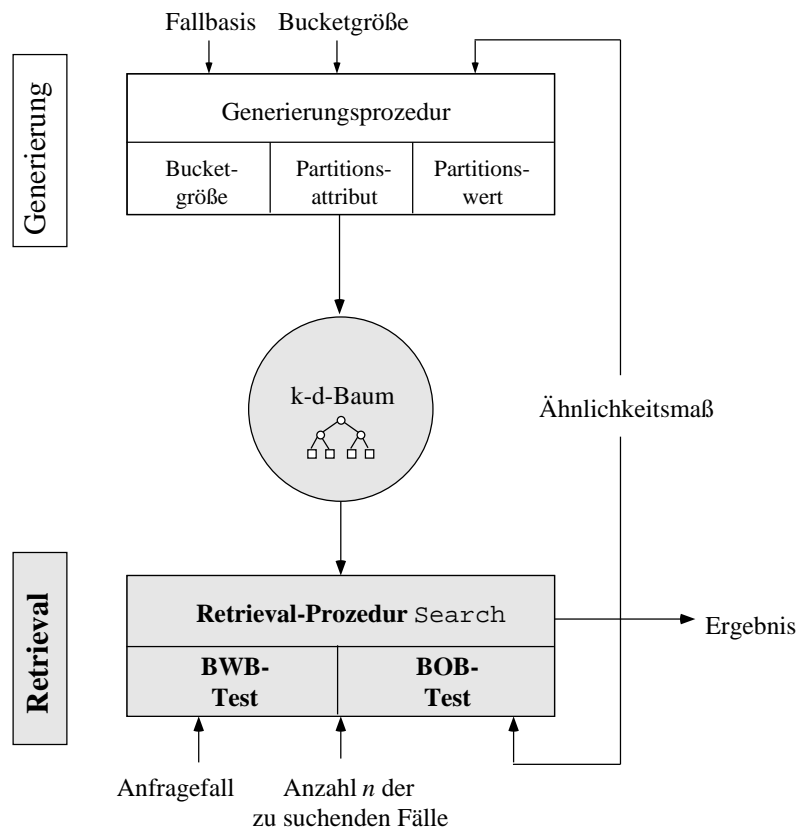 Fallbasis Bucketgröße
Generierung
Generierungsprozedur
Bucket-
größe
Partitions-
attribut
Partitions-
wert
k-d-Baum
Ähnlichkeitsmaß
Retrieval
Retrieval-Prozedur Search
Ergebnis
BWB-
Test
BOB-
Test
Anfragefall
Anzahl n der
zu suchenden Fälle